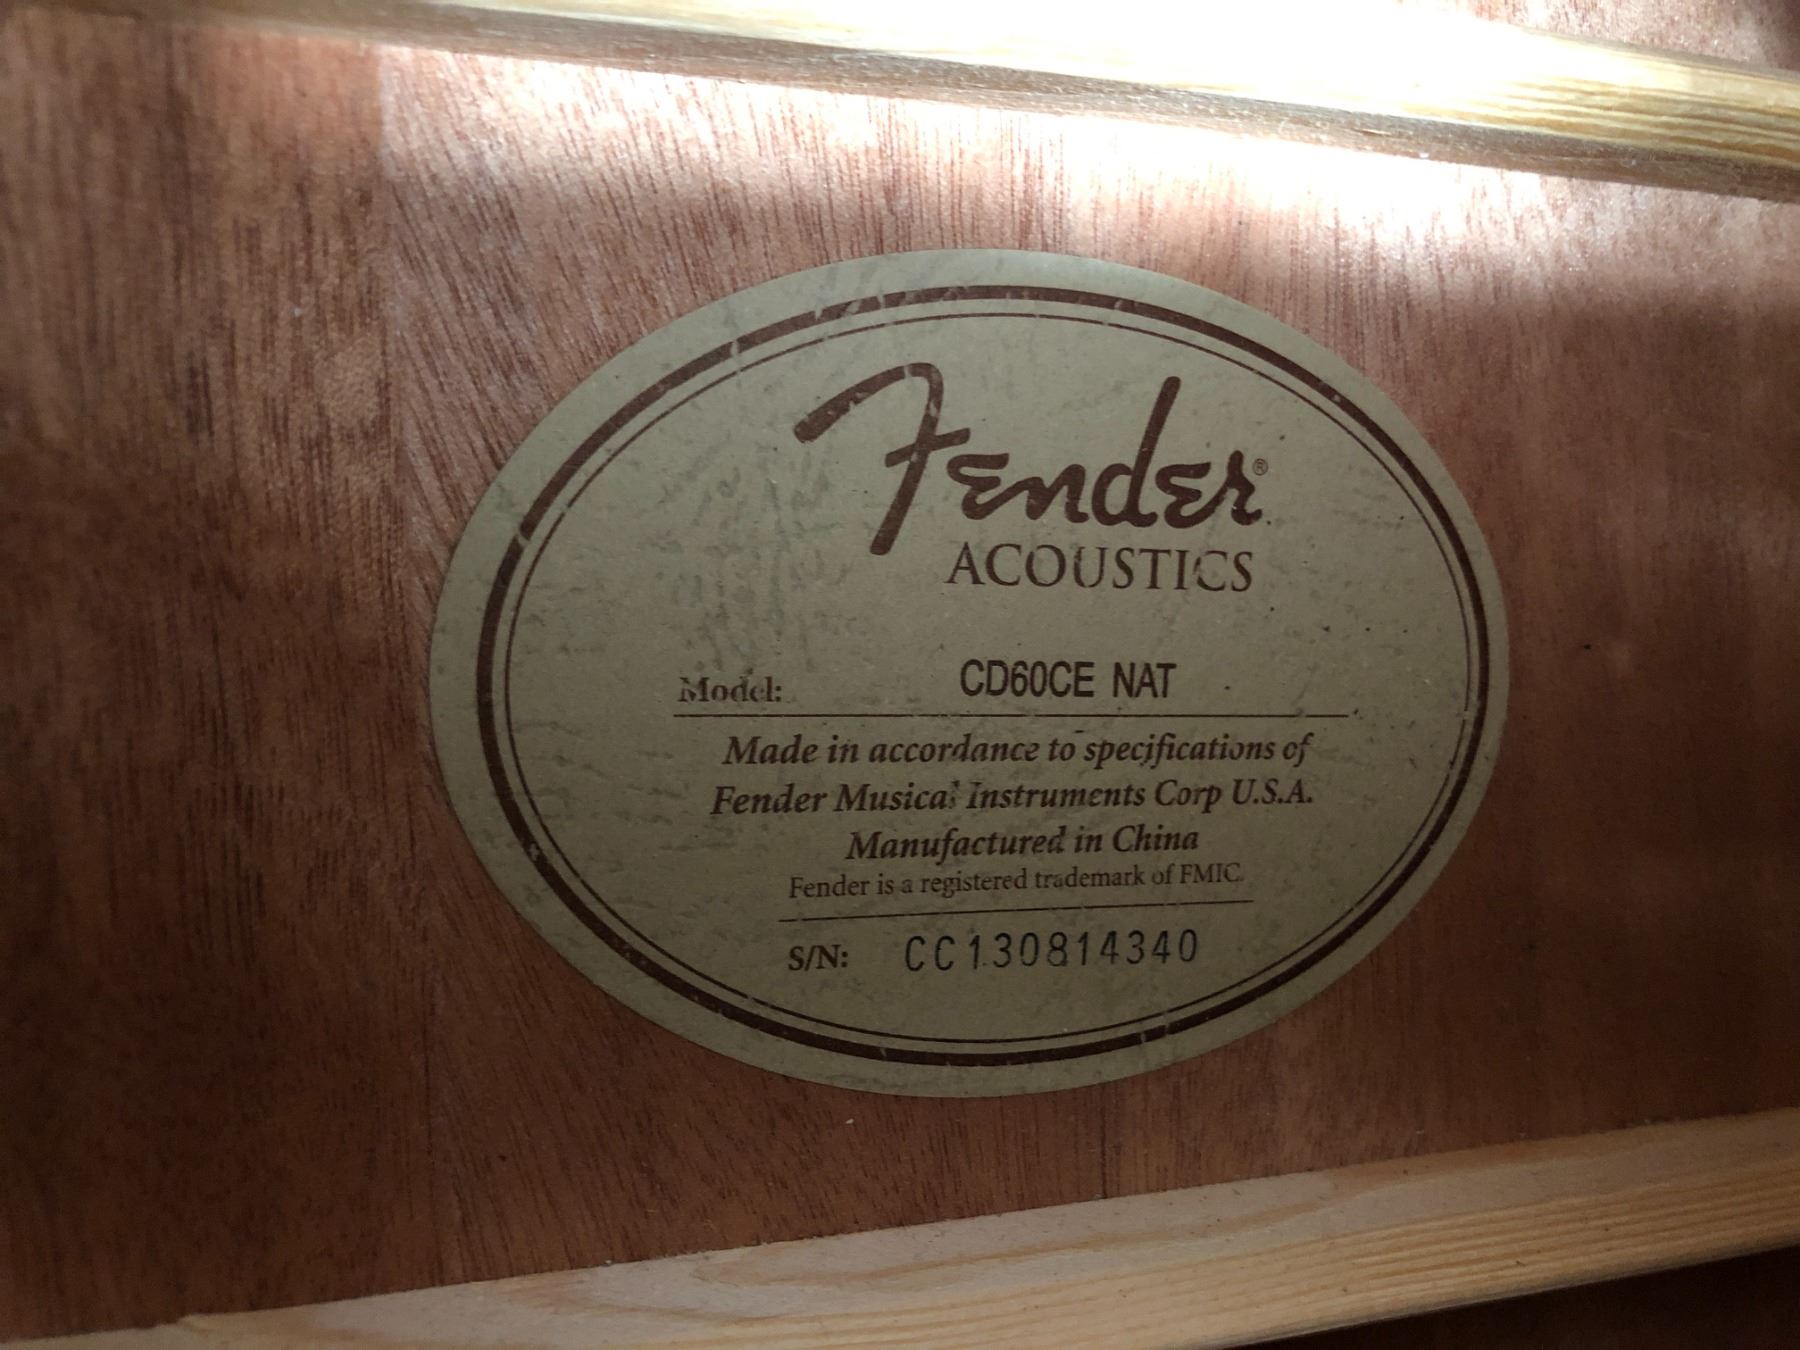 Fender®
ACOUSTICS
Model: CD60CE NAT
Made in accordance to specifications of
Fender Musical Instruments Corp U.S.A.
Manufactured in China
Fender is a registered trademark of FMIC.
S/N: CC130814340